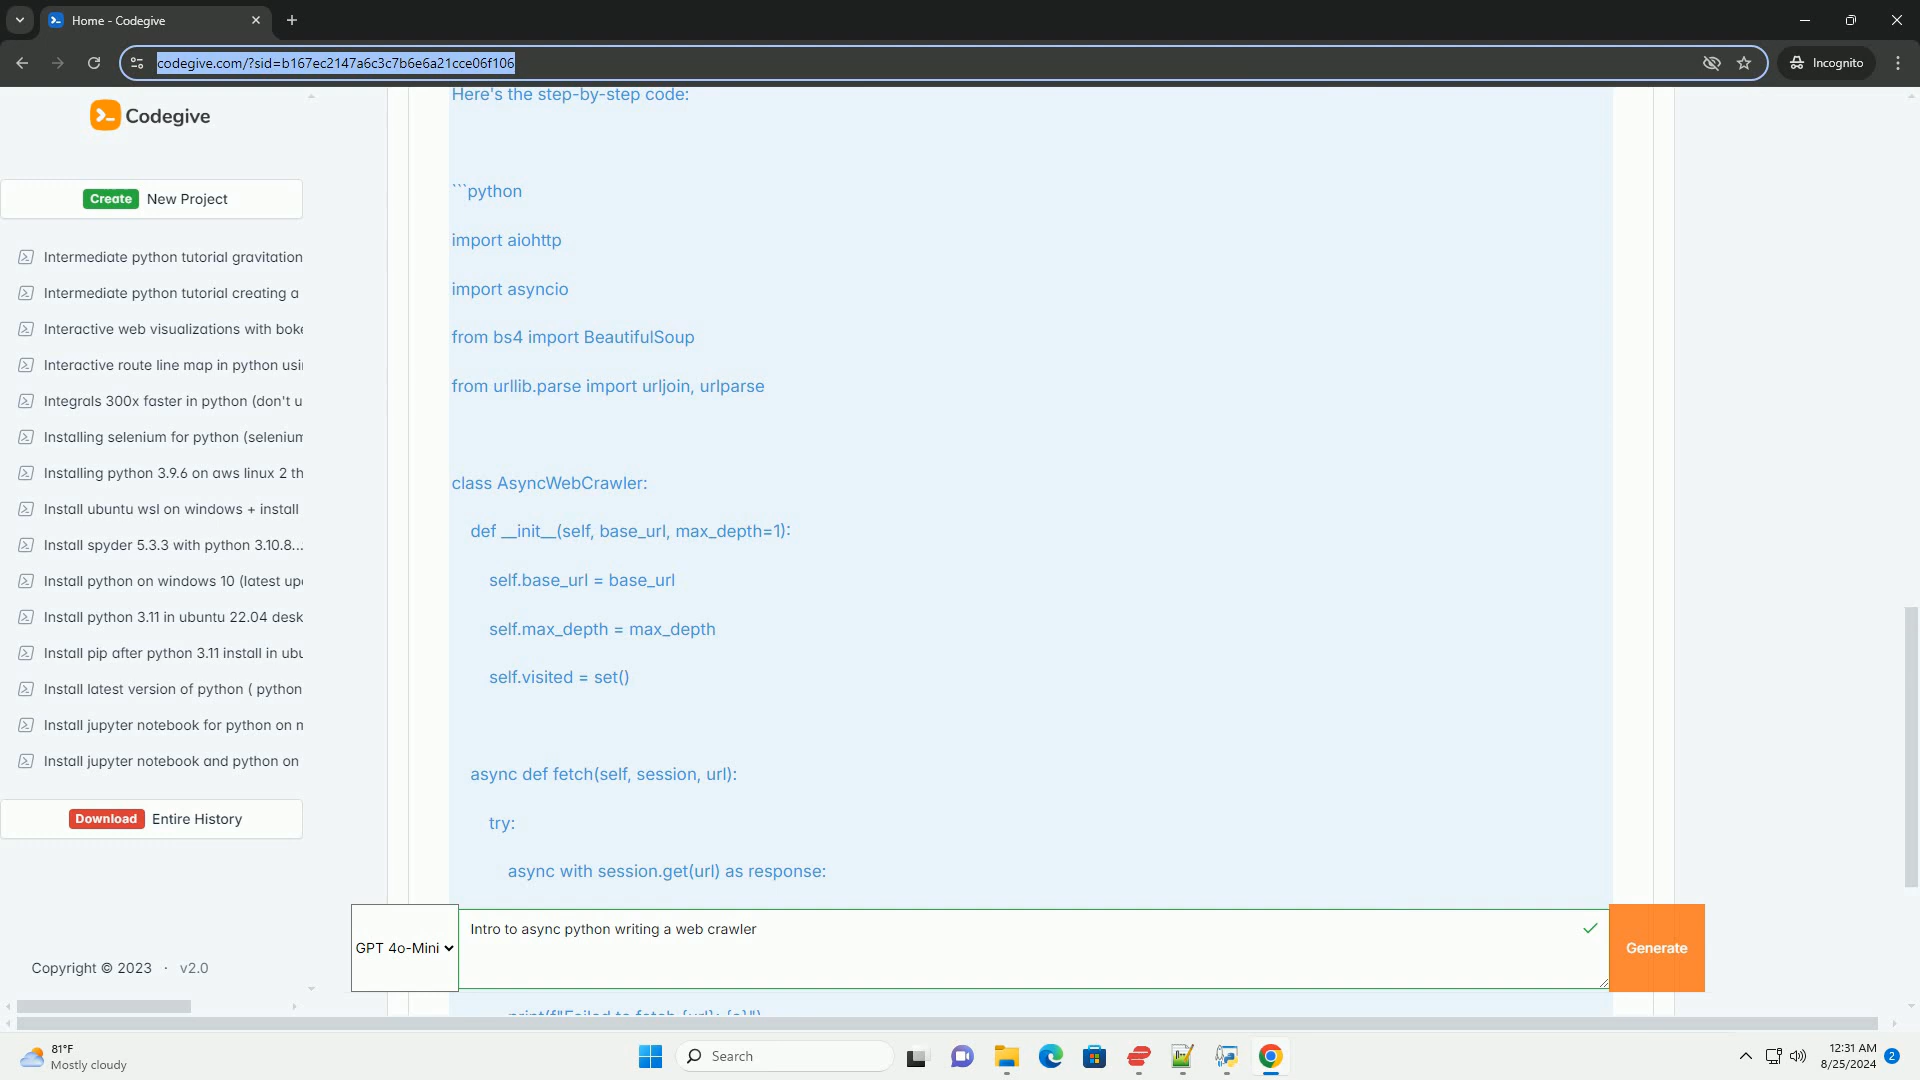 Home - Codegive
codegive.com/?sid=b167ec2147a6c3c7b6e6a21cce06f106
Incognito
Codegive
Create New Project
Intermediate python tutorial gravitation
Intermediate python tutorial creating a
Interactive web visualizations with boke
Interactive route line map in python usin
Integrals 300x faster in python (don't u
Installing selenium for python (selenium
Installing python 3.9.6 on aws linux 2 th
Install ubuntu wsl on windows + install
Install spyder 5.3.3 with python 3.10.8...
Install python on windows 10 (latest upd
Install python 3.11 in ubuntu 22.04 desk
Install pip after python 3.11 install in ubu
Install latest version of python ( python
Install jupyter notebook for python on m
Install jupyter notebook and python on
Download Entire History
Copyright © 2023 · v2.0
Here's the step-by-step code:
```python
import aiohttp
import asyncio
from bs4 import BeautifulSoup
from urllib.parse import urljoin, urlparse
class AsyncWebCrawler:
def __init__(self, base_url, max_depth=1):
self.base_url = base_url
self.max_depth = max_depth
self.visited = set()
async def fetch(self, session, url):
try:
async with session.get(url) as response:
GPT 4o-Mini
Intro to async python writing a web crawler
Generate
print(f"Failed to fetch {url}: {e}")
81°F
Mostly cloudy
Search
12:31 AM
8/25/2024
2